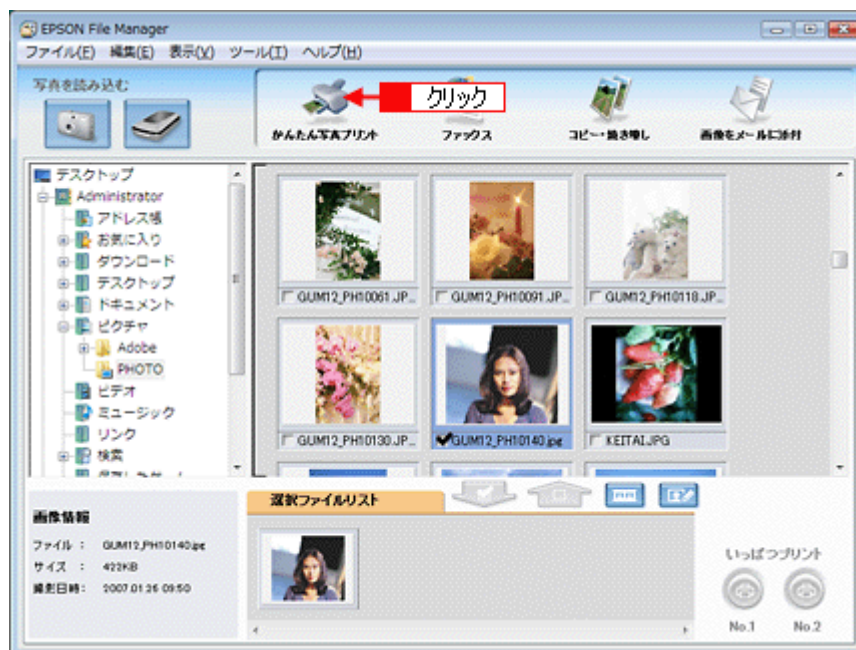 EPSON File Manager
ファイル(F) 編集(E) 表示(V) ツール(T) ヘルプ(H)
写真を読み込む
クリック
かんたん写真プリント
ファックス
コピー・焼き増し
画像をメールに添付
デスクトップ
Administrator
アドレス帳
お気に入り
ダウンロード
デスクトップ
ドキュメント
ピクチャ
Adobe
PHOTO
ビデオ
ミュージック
リンク
検索
GUM12_PH10061.JP...
GUM12_PH10091.JP...
GUM12_PH10118.JP...
GUM12_PH10130.JP...
GUM12_PH10140.jpg
KEITAI.JPG
選択ファイルリスト
画像情報
ファイル : GUM12_PH10140.jpg
サイズ : 422KB
撮影日時: 2007.01.26 09:50
いっぱつプリント
No.1 No.2